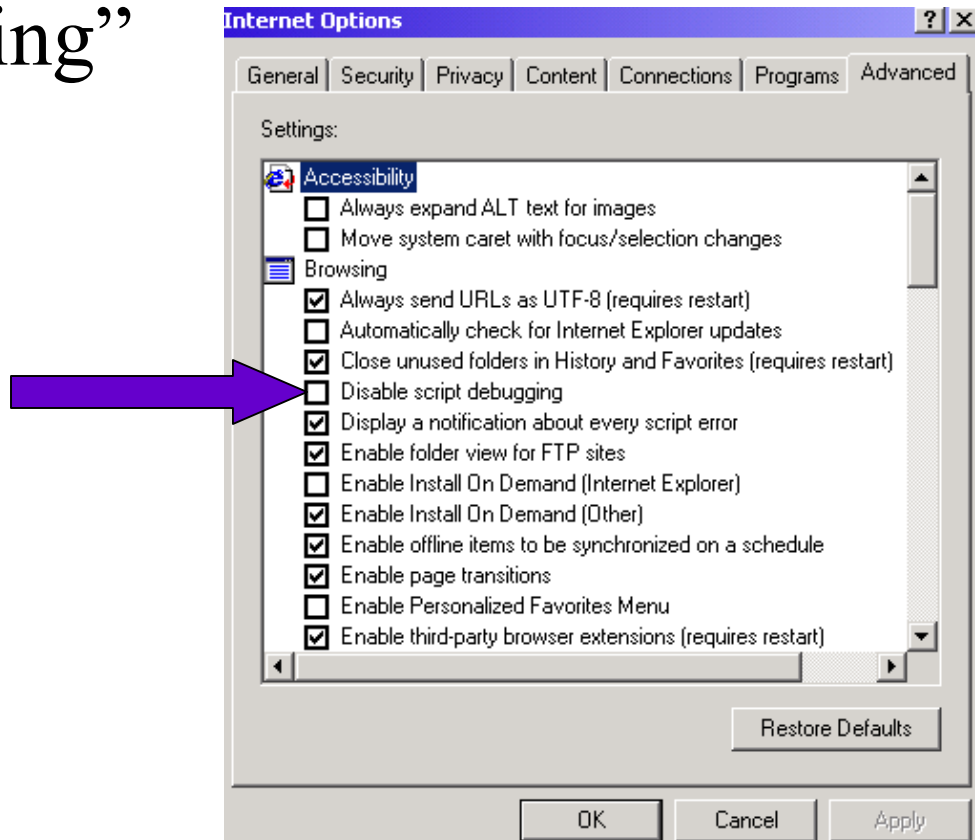 ing”
Internet Options
General Security Privacy Content Connections Programs Advanced
Settings:
Accessibility
Always expand ALT text for images
Move system caret with focus/selection changes
Browsing
Always send URLs as UTF-8 (requires restart)
Automatically check for Internet Explorer updates
Close unused folders in History and Favorites (requires restart)
Disable script debugging
Display a notification about every script error
Enable folder view for FTP sites
Enable Install On Demand (Internet Explorer)
Enable Install On Demand (Other)
Enable offline items to be synchronized on a schedule
Enable page transitions
Enable Personalized Favorites Menu
Enable third-party browser extensions (requires restart)
Restore Defaults
OK Cancel Apply